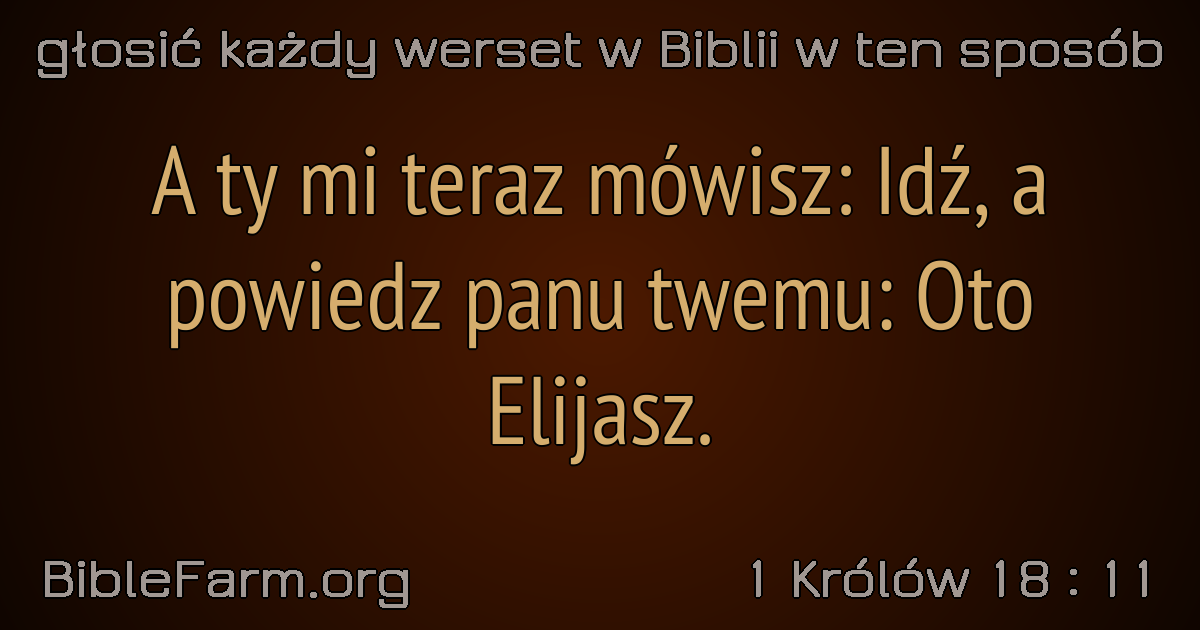 głosić każdy werset w Biblii w ten sposób
A ty mi teraz mówisz: Idź, a
powiedz panu twemu: Oto
Elijasz.
BibleFarm.org
1 Królów 18 : 11